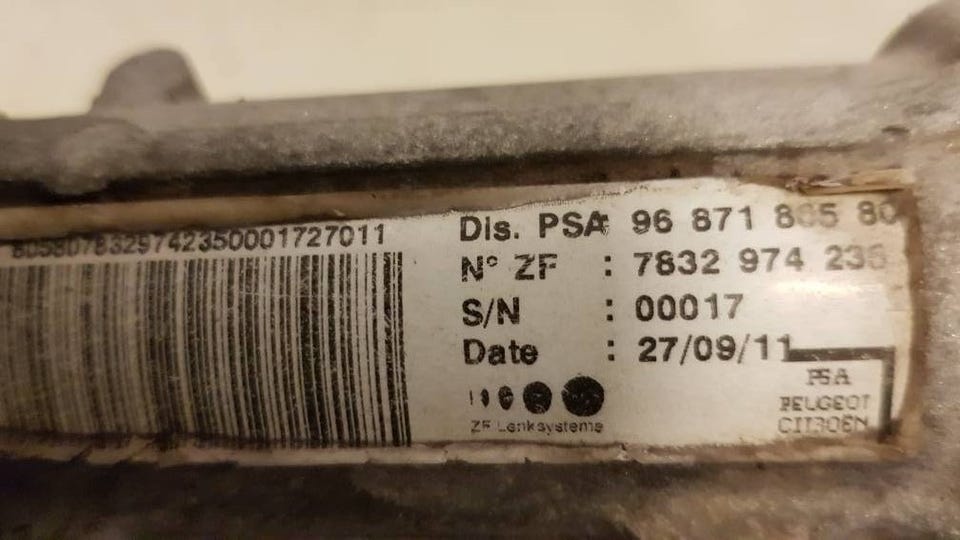 8058078329742350001727011
Dis. PSA: 96 871 805 80
N° ZF : 7832 974 235
S/N : 00017
Date : 27/09/11
ZF Lenksysteme
PSA
PEUGEOT
CITROËN